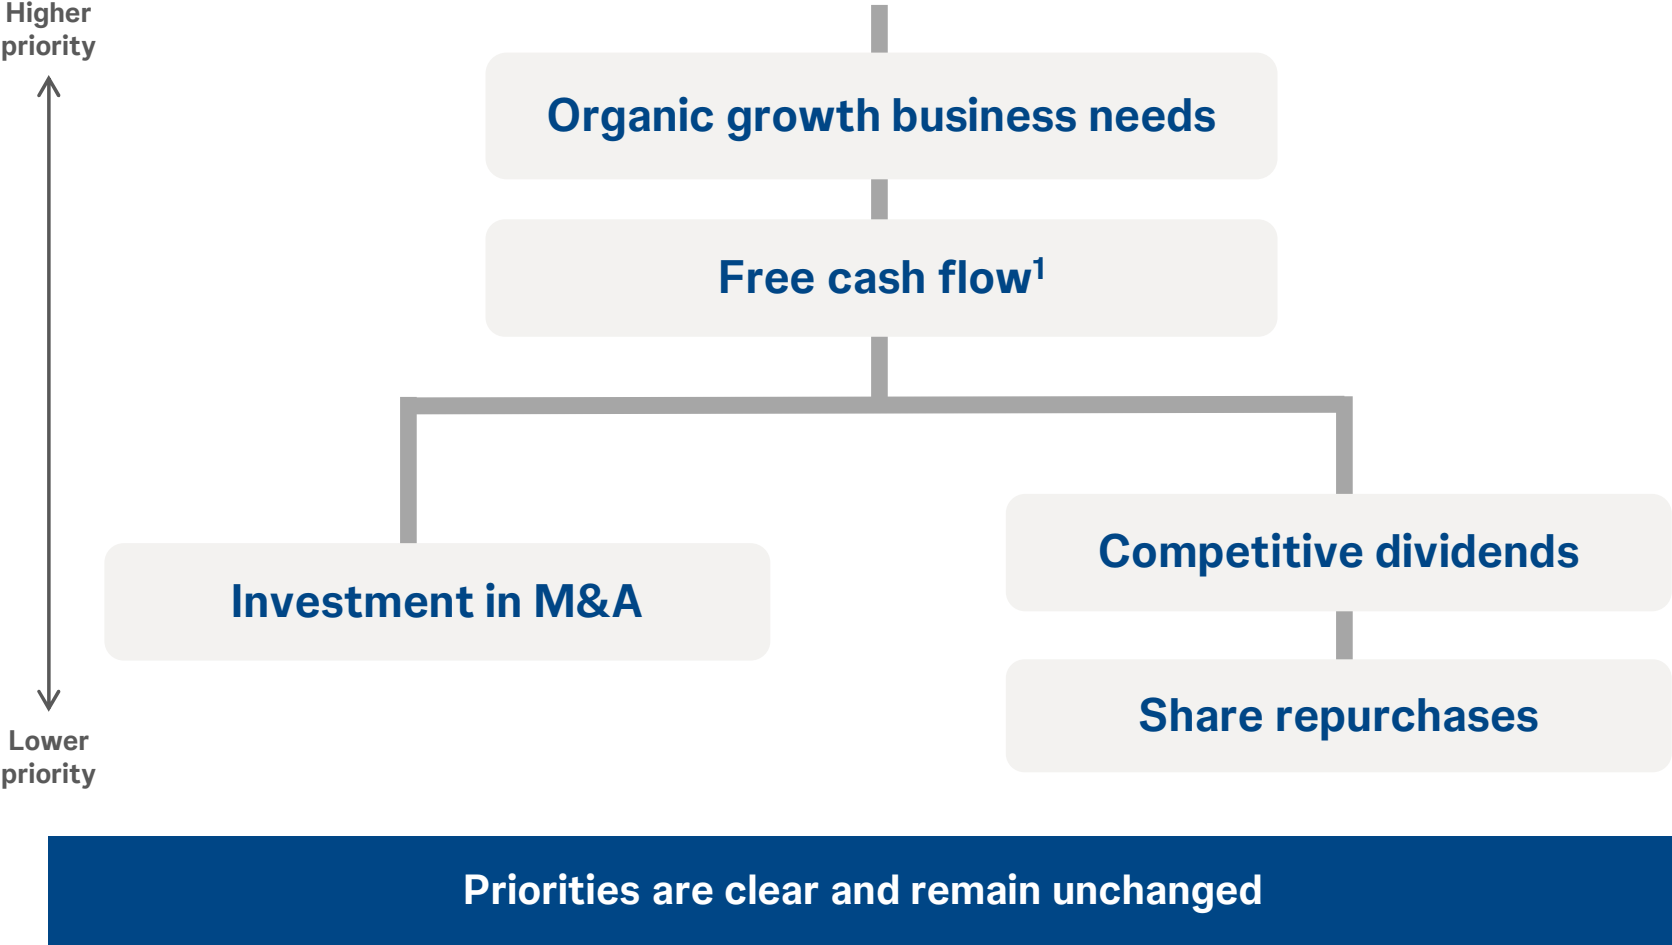 Higher
priority
Organic growth business needs
Free cash flow¹
Competitive dividends
Investment in M&A
Share repurchases
Lower
priority
Priorities are clear and remain unchanged